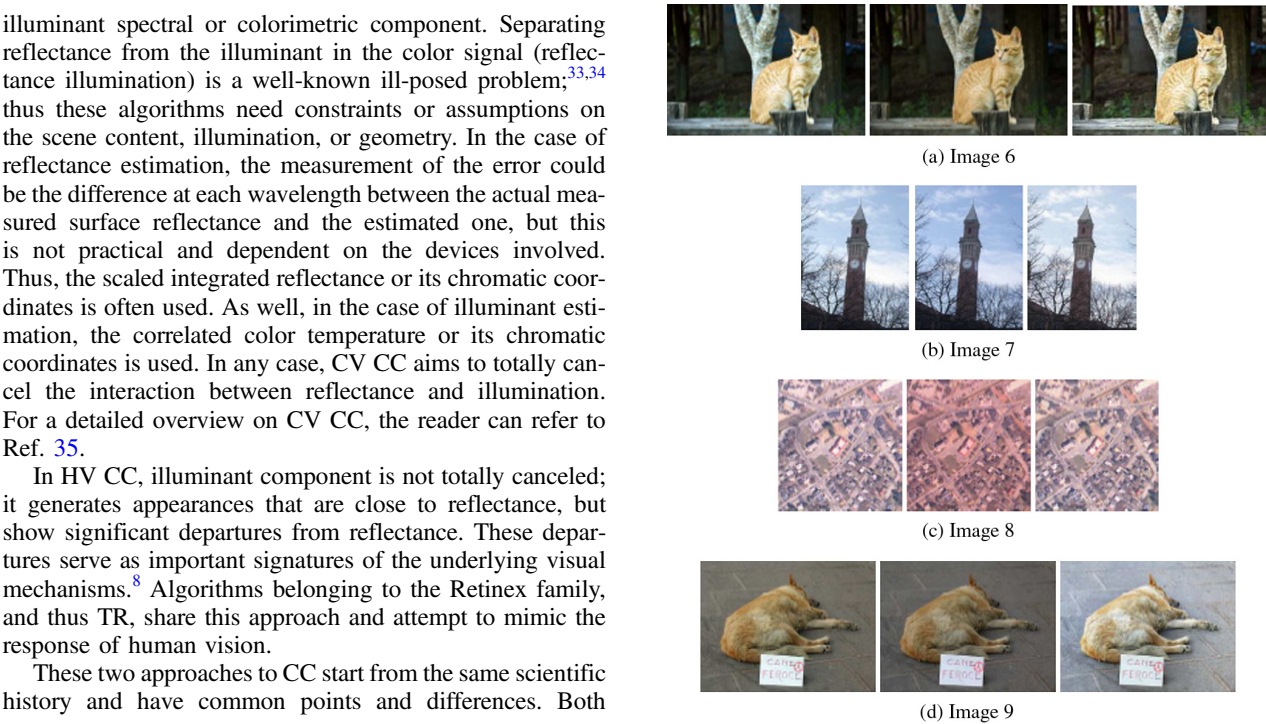 illuminant spectral or colorimetric component. Separating
reflectance from the illuminant in the color signal (reflec-
tance illumination) is a well-known ill-posed problem;33,34
thus these algorithms need constraints or assumptions on
the scene content, illumination, or geometry. In the case of
reflectance estimation, the measurement of the error could
be the difference at each wavelength between the actual mea-
sured surface reflectance and the estimated one, but this
is not practical and dependent on the devices involved.
Thus, the scaled integrated reflectance or its chromatic coor-
dinates is often used. As well, in the case of illuminant esti-
mation, the correlated color temperature or its chromatic
coordinates is used. In any case, CV CC aims to totally can-
cel the interaction between reflectance and illumination.
For a detailed overview on CV CC, the reader can refer to
Ref. 35.
In HV CC, illuminant component is not totally canceled;
it generates appearances that are close to reflectance, but
show significant departures from reflectance. These depar-
tures serve as important signatures of the underlying visual
mechanisms.8 Algorithms belonging to the Retinex family,
and thus TR, share this approach and attempt to mimic the
response of human vision.
These two approaches to CC start from the same scientific
history and have common points and differences. Both
(a) Image 6
(b) Image 7
(c) Image 8
CANE
FEROCE
CANE
FEROCE
CANE
FEROCE
(d) Image 9